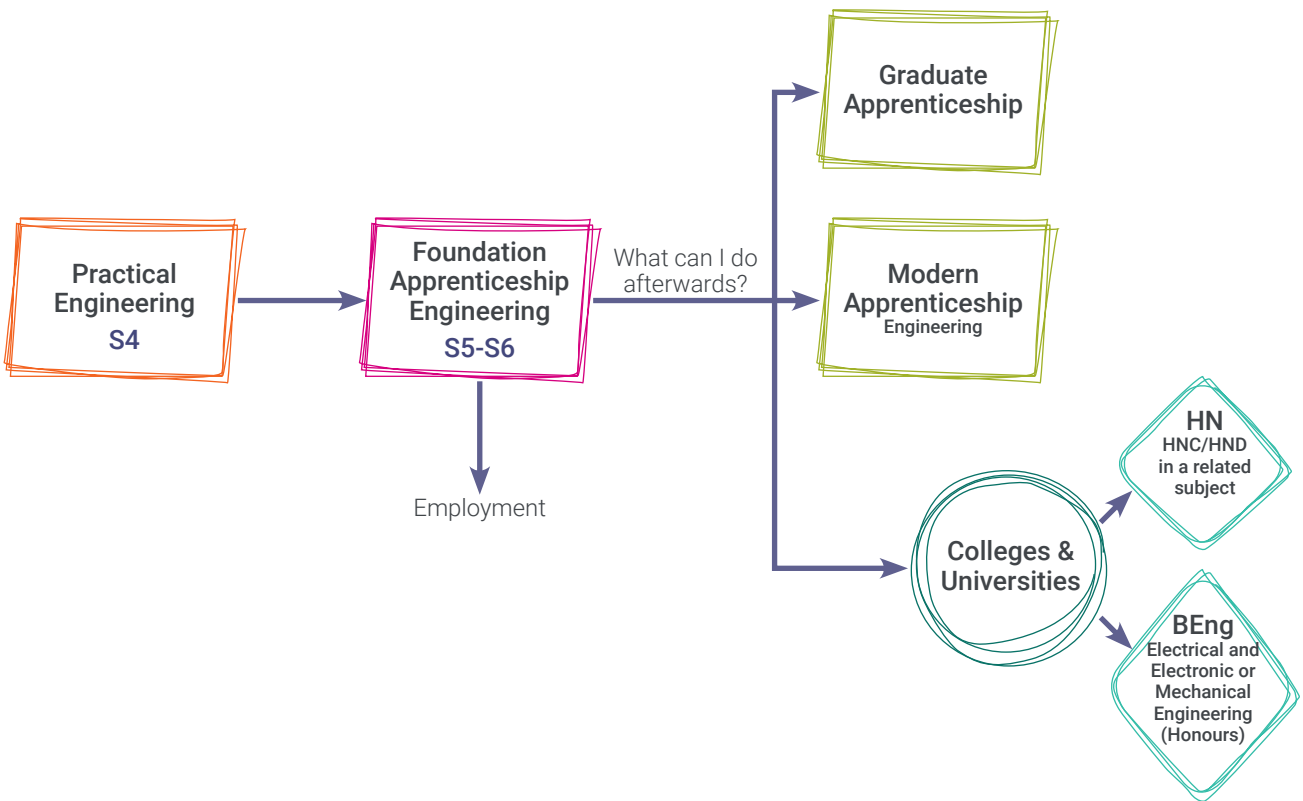 Practical
Engineering
S4
Foundation
Apprenticeship
Engineering
S5-S6
Employment
What can I do
afterwards?
Graduate
Apprenticeship
Modern
Apprenticeship
Engineering
Colleges &
Universities
HN
HNC/HND
in a related
subject
BEng
Electrical and
Electronic or
Mechanical
Engineering
(Honours)